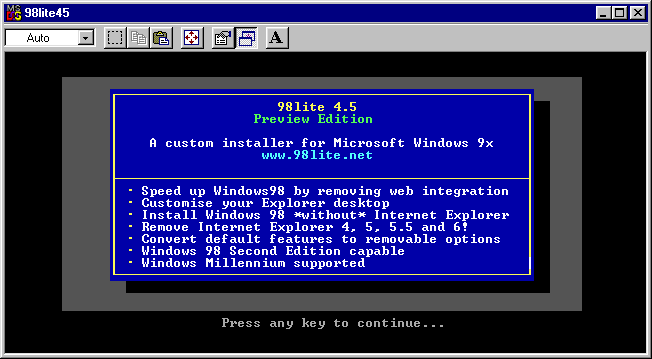 98lite45
Auto
A
98lite 4.5
Preview Edition
A custom installer for Microsoft Windows 9x
www.98lite.net
· Speed up Windows98 by removing web integration
· Customise your Explorer desktop
· Install Windows 98 *without* Internet Explorer
· Remove Internet Explorer 4, 5, 5.5 and 6!
· Convert default features to removable options
· Windows 98 Second Edition capable
· Windows Millennium supported
Press any key to continue...